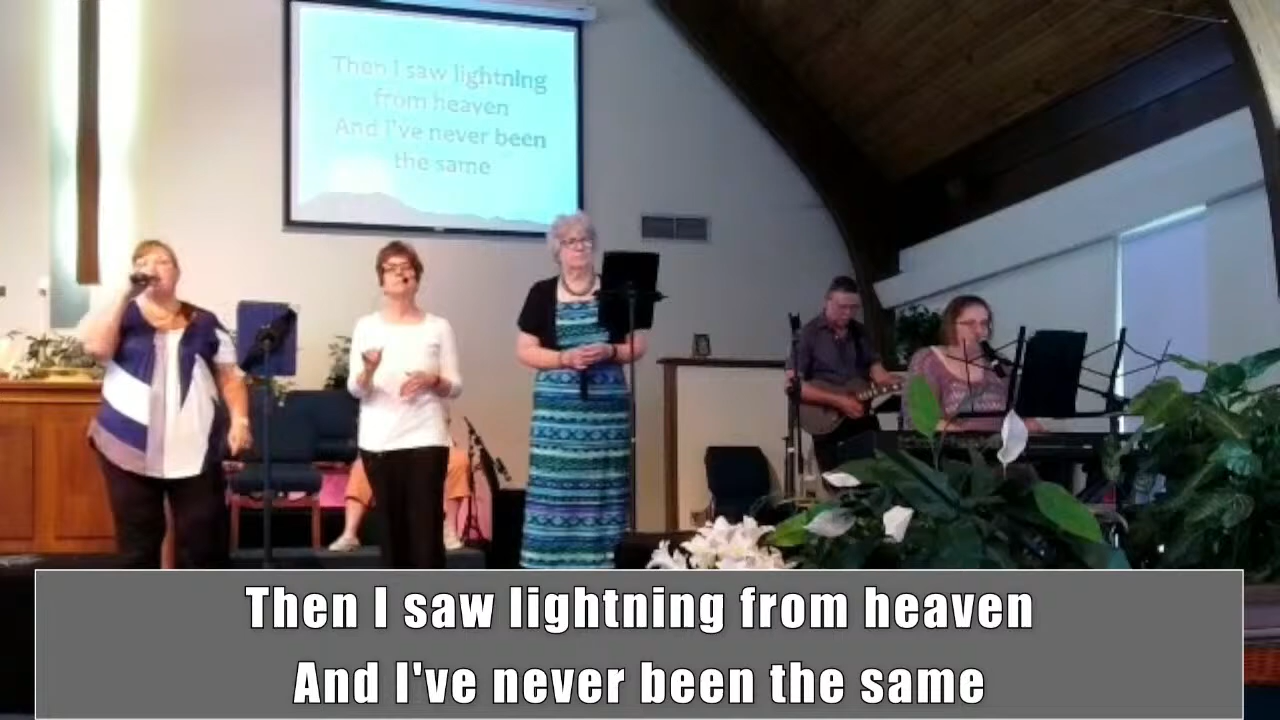 Then I saw lightning
from heaven
And I've never been
the same
Then I saw lightning from heaven
And I've never been the same